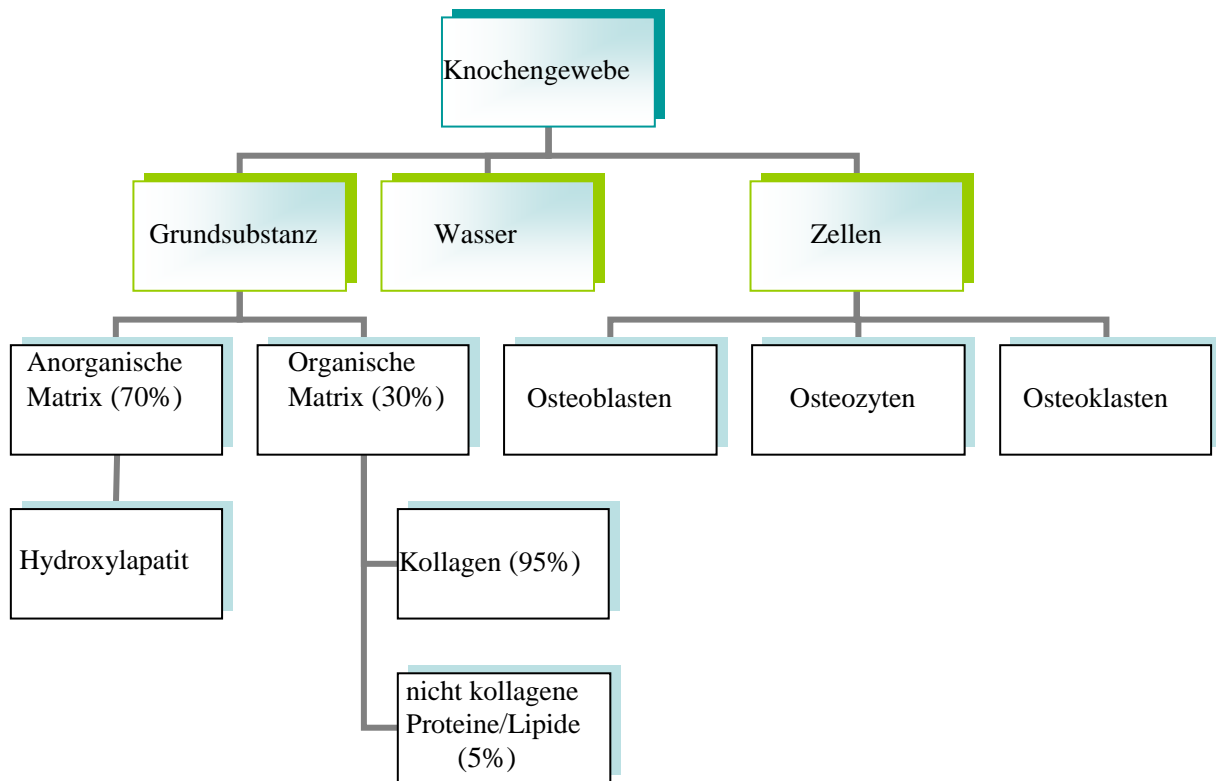 Knochengewebe
Grundsubstanz
Wasser
Zellen
Anorganische
Matrix (70%)
Organische
Matrix (30%)
Osteoblasten
Osteozyten
Osteoklasten
Hydroxylapatit
Kollagen (95%)
nicht kollagene
Proteine/Lipide
(5%)